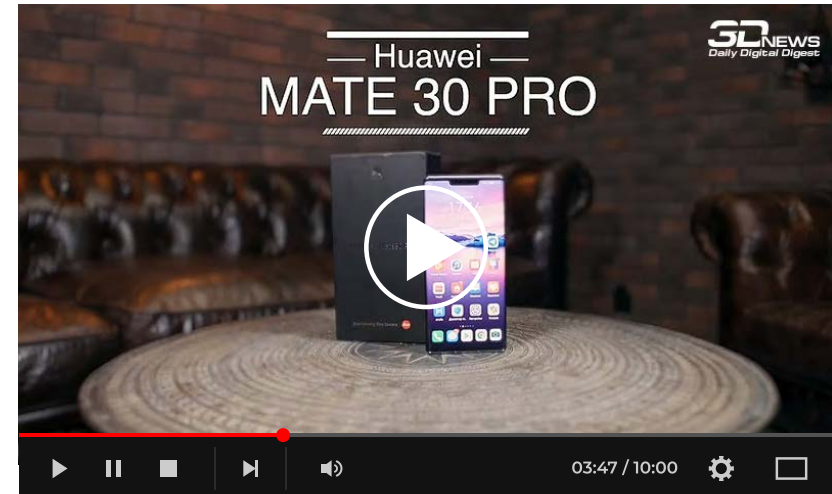 3DNEWS
Daily Digital Digest
Huawei
MATE 30 PRO
03:47 / 10:00